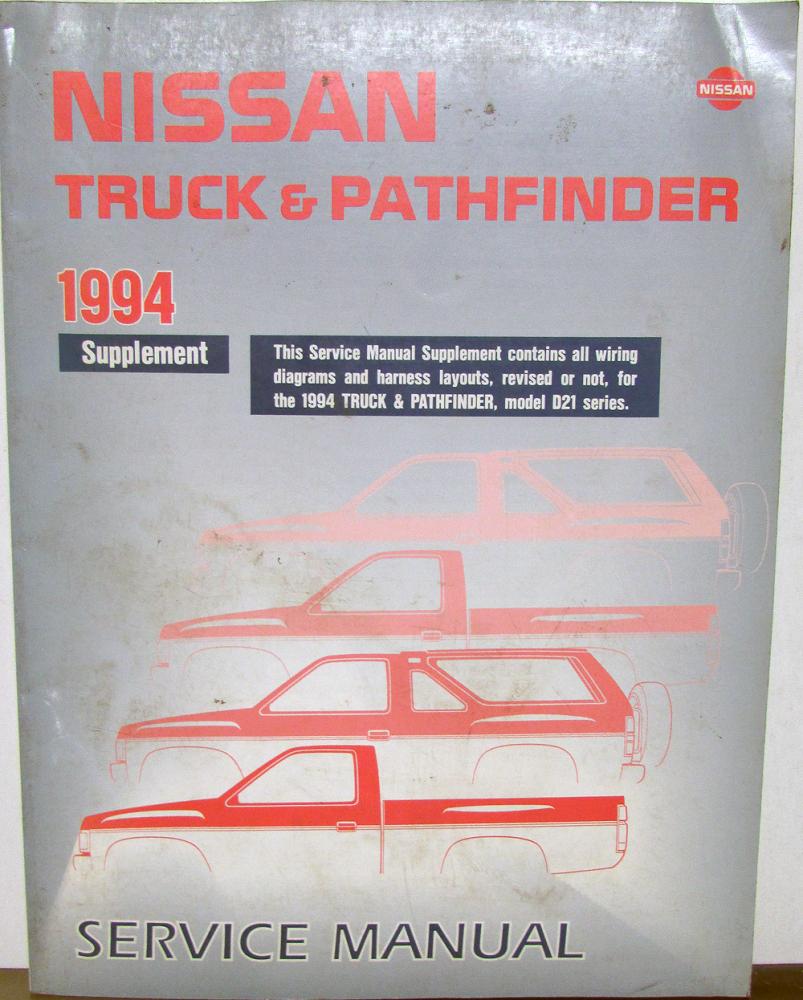 NISSAN
NISSAN
TRUCK & PATHFINDER
1994
Supplement
This Service Manual Supplement contains all wiring
diagrams and harness layouts, revised or not, for
the 1994 TRUCK & PATHFINDER, model D21 series.
SERVICE MANUAL